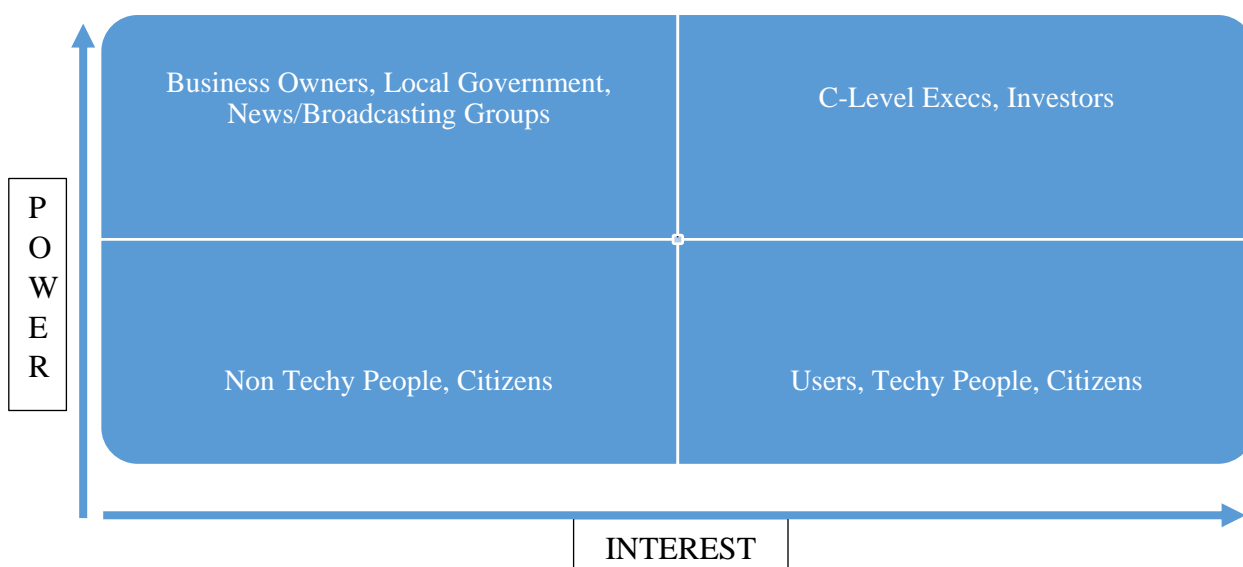 Business Owners, Local Government,
News/Broadcasting Groups
C-Level Execs, Investors
P
O
W
E
R
Non Techy People, Citizens
Users, Techy People, Citizens
INTEREST